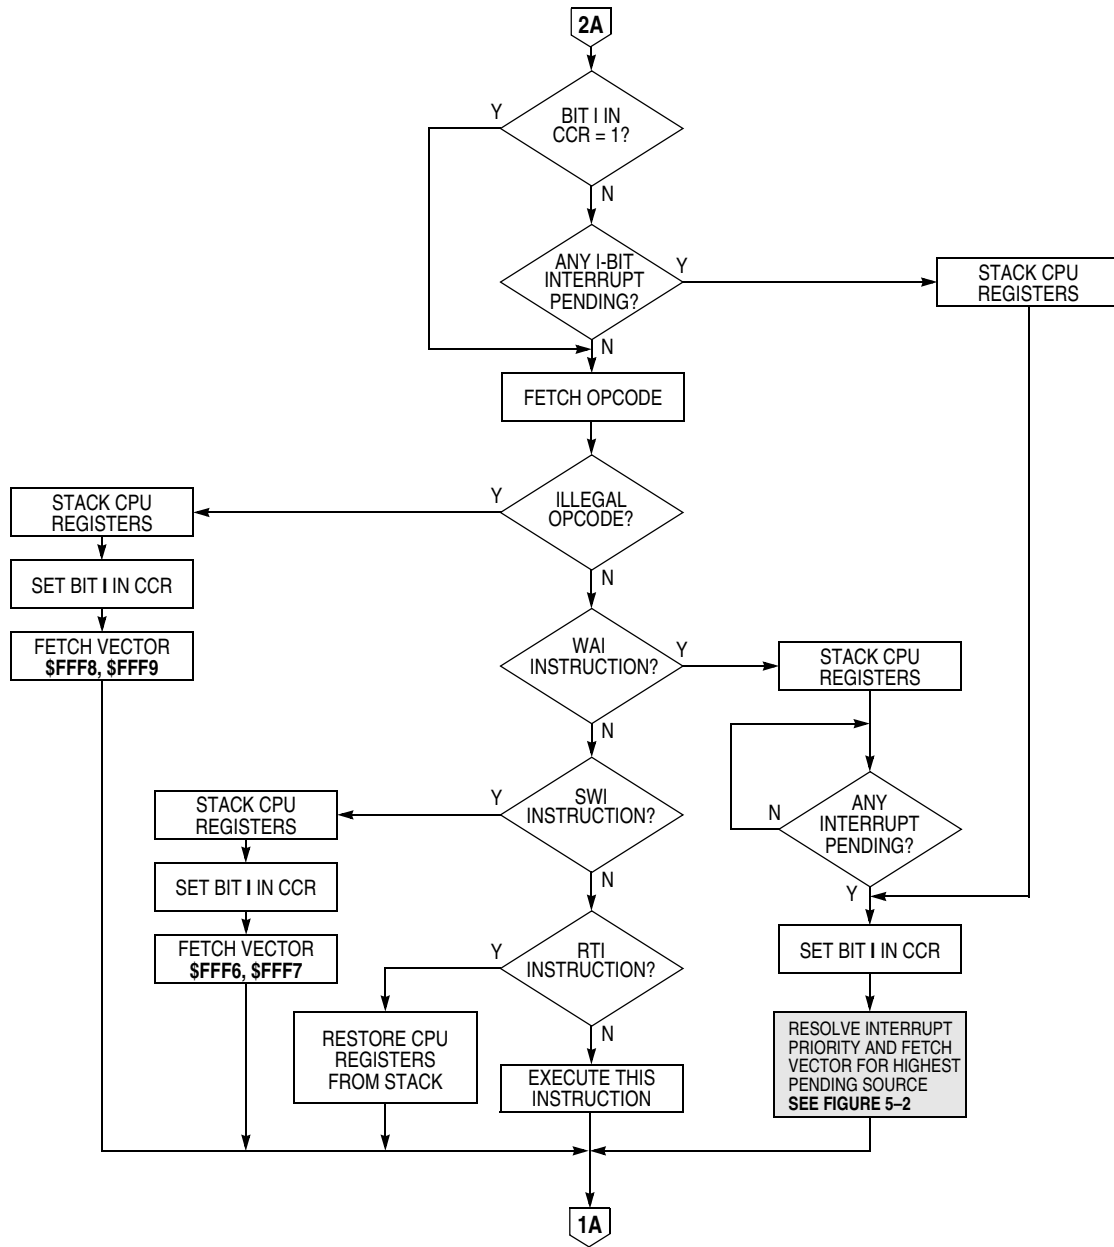 2A
BIT I IN
CCR = 1?
Y
N
ANY I-BIT
INTERRUPT
PENDING?
Y
N
STACK CPU
REGISTERS
FETCH OPCODE
ILLEGAL
OPCODE?
Y
N
STACK CPU
REGISTERS
SET BIT I IN CCR
FETCH VECTOR
$FFF8, $FFF9
WAI
INSTRUCTION?
Y
N
STACK CPU
REGISTERS
ANY
INTERRUPT
PENDING?
N
Y
SWI
INSTRUCTION?
Y
N
STACK CPU
REGISTERS
SET BIT I IN CCR
FETCH VECTOR
$FFF6, $FFF7
RTI
INSTRUCTION?
Y
N
RESTORE CPU
REGISTERS
FROM STACK
EXECUTE THIS
INSTRUCTION
SET BIT I IN CCR
RESOLVE INTERRUPT
PRIORITY AND FETCH
VECTOR FOR HIGHEST
PENDING SOURCE
SEE FIGURE 5–2
1A